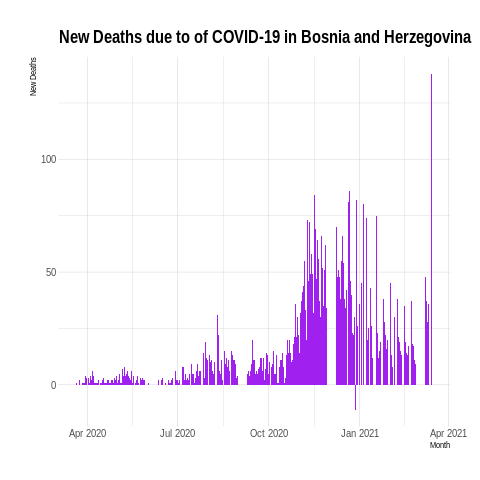 New Deaths due to of COVID-19 in Bosnia and Herzegovina
New Deaths
100
50
0
Apr 2020 Jul 2020 Oct 2020 Jan 2021 Apr 2021
Month